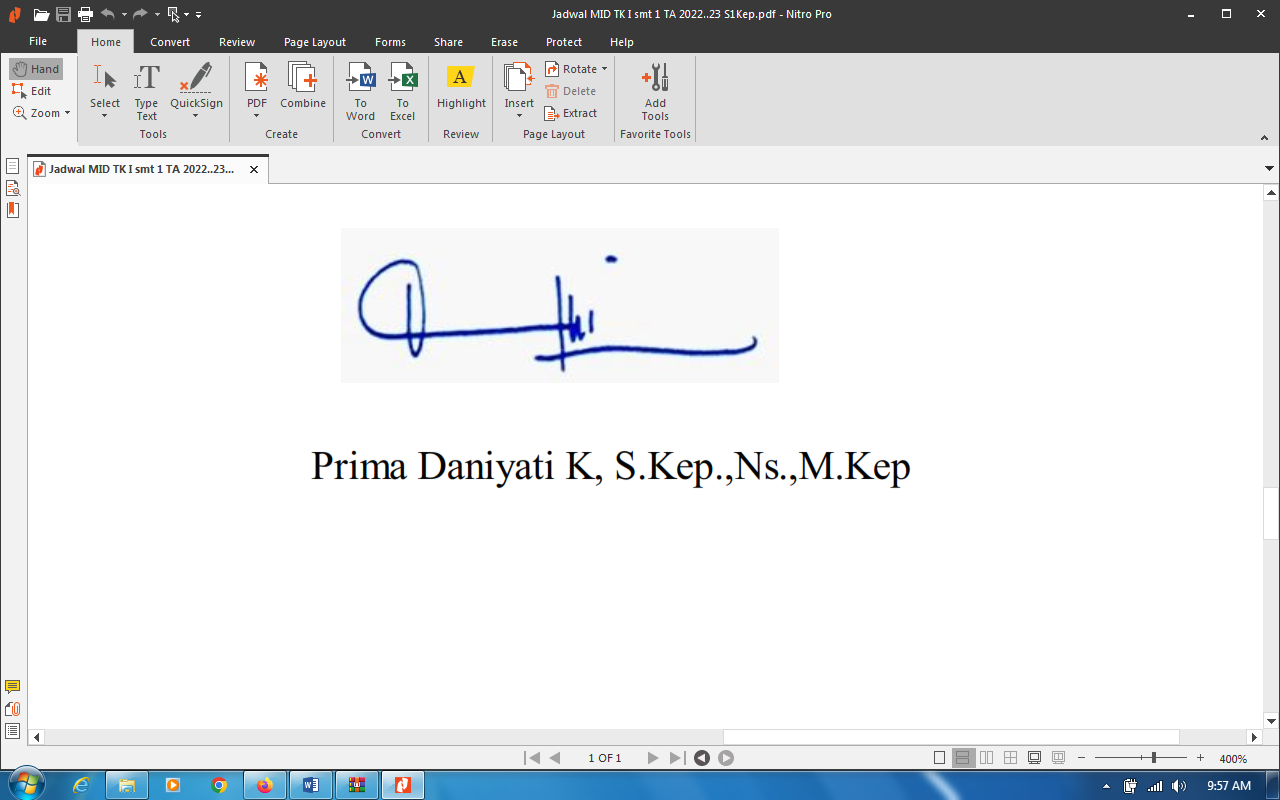 Jadwal MID TK I smt 1 TA 2022..23 S1Kep.pdf - Nitro Pro
File Home Convert Review Page Layout Forms Share Erase Protect Help
Hand
Edit
Zoom
Select
Type Text
QuickSign
Tools
PDF
Combine
Create
To Word
To Excel
Convert
Highlight
Review
Insert
Rotate
Delete
Extract
Page Layout
Add Tools
Favorite Tools
Jadwal MID TK I smt 1 TA 2022..23...
Prima Daniyati K, S.Kep.,Ns.,M.Kep
1 OF 1
400%
9:57 AM